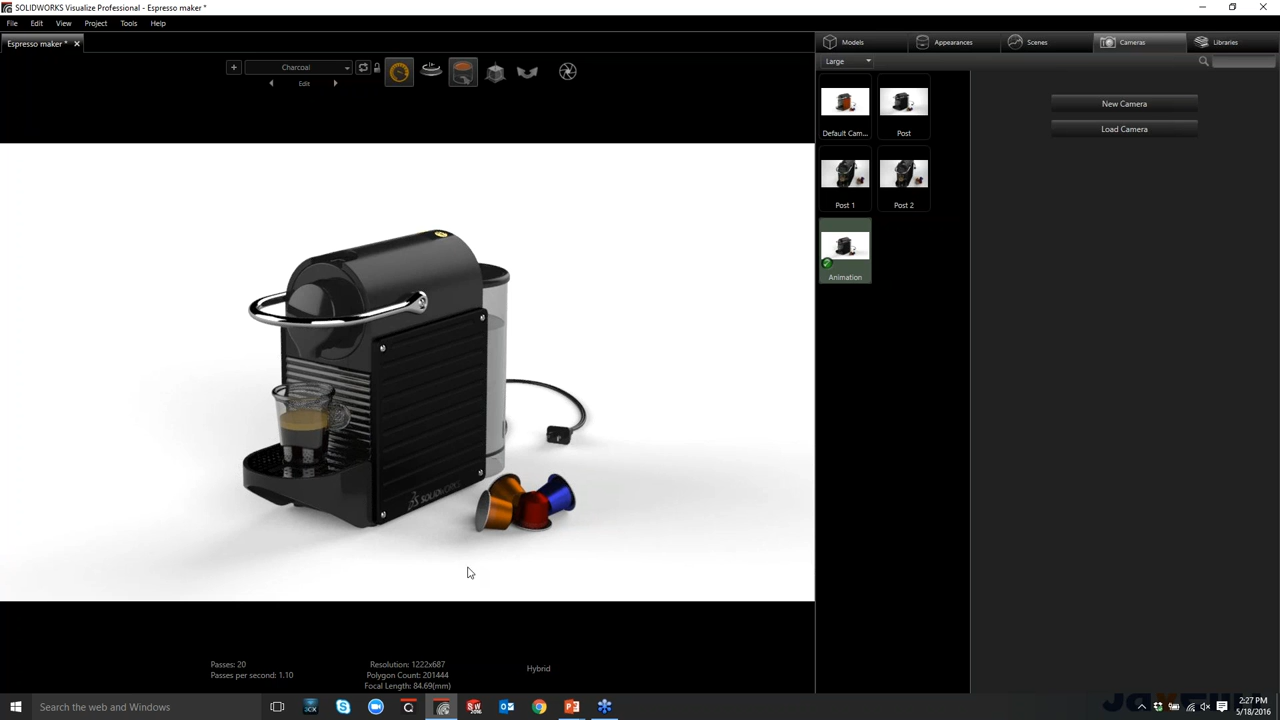 SOLIDWORKS Visualize Professional - Espresso maker *
File Edit View Project Tools Help
Espresso maker *
Charcoal
Edit
Models Appearances Scenes Cameras Libraries
Large
Default Cam... Post
Post 1 Post 2
Animation
New Camera
Load Camera
SOLIDWORKS
Passes: 20
Passes per second: 1.10
Resolution: 1222x687
Polygon Count: 201444
Focal Length: 84.69(mm)
Hybrid
Search the web and Windows
2:27 PM
5/18/2016